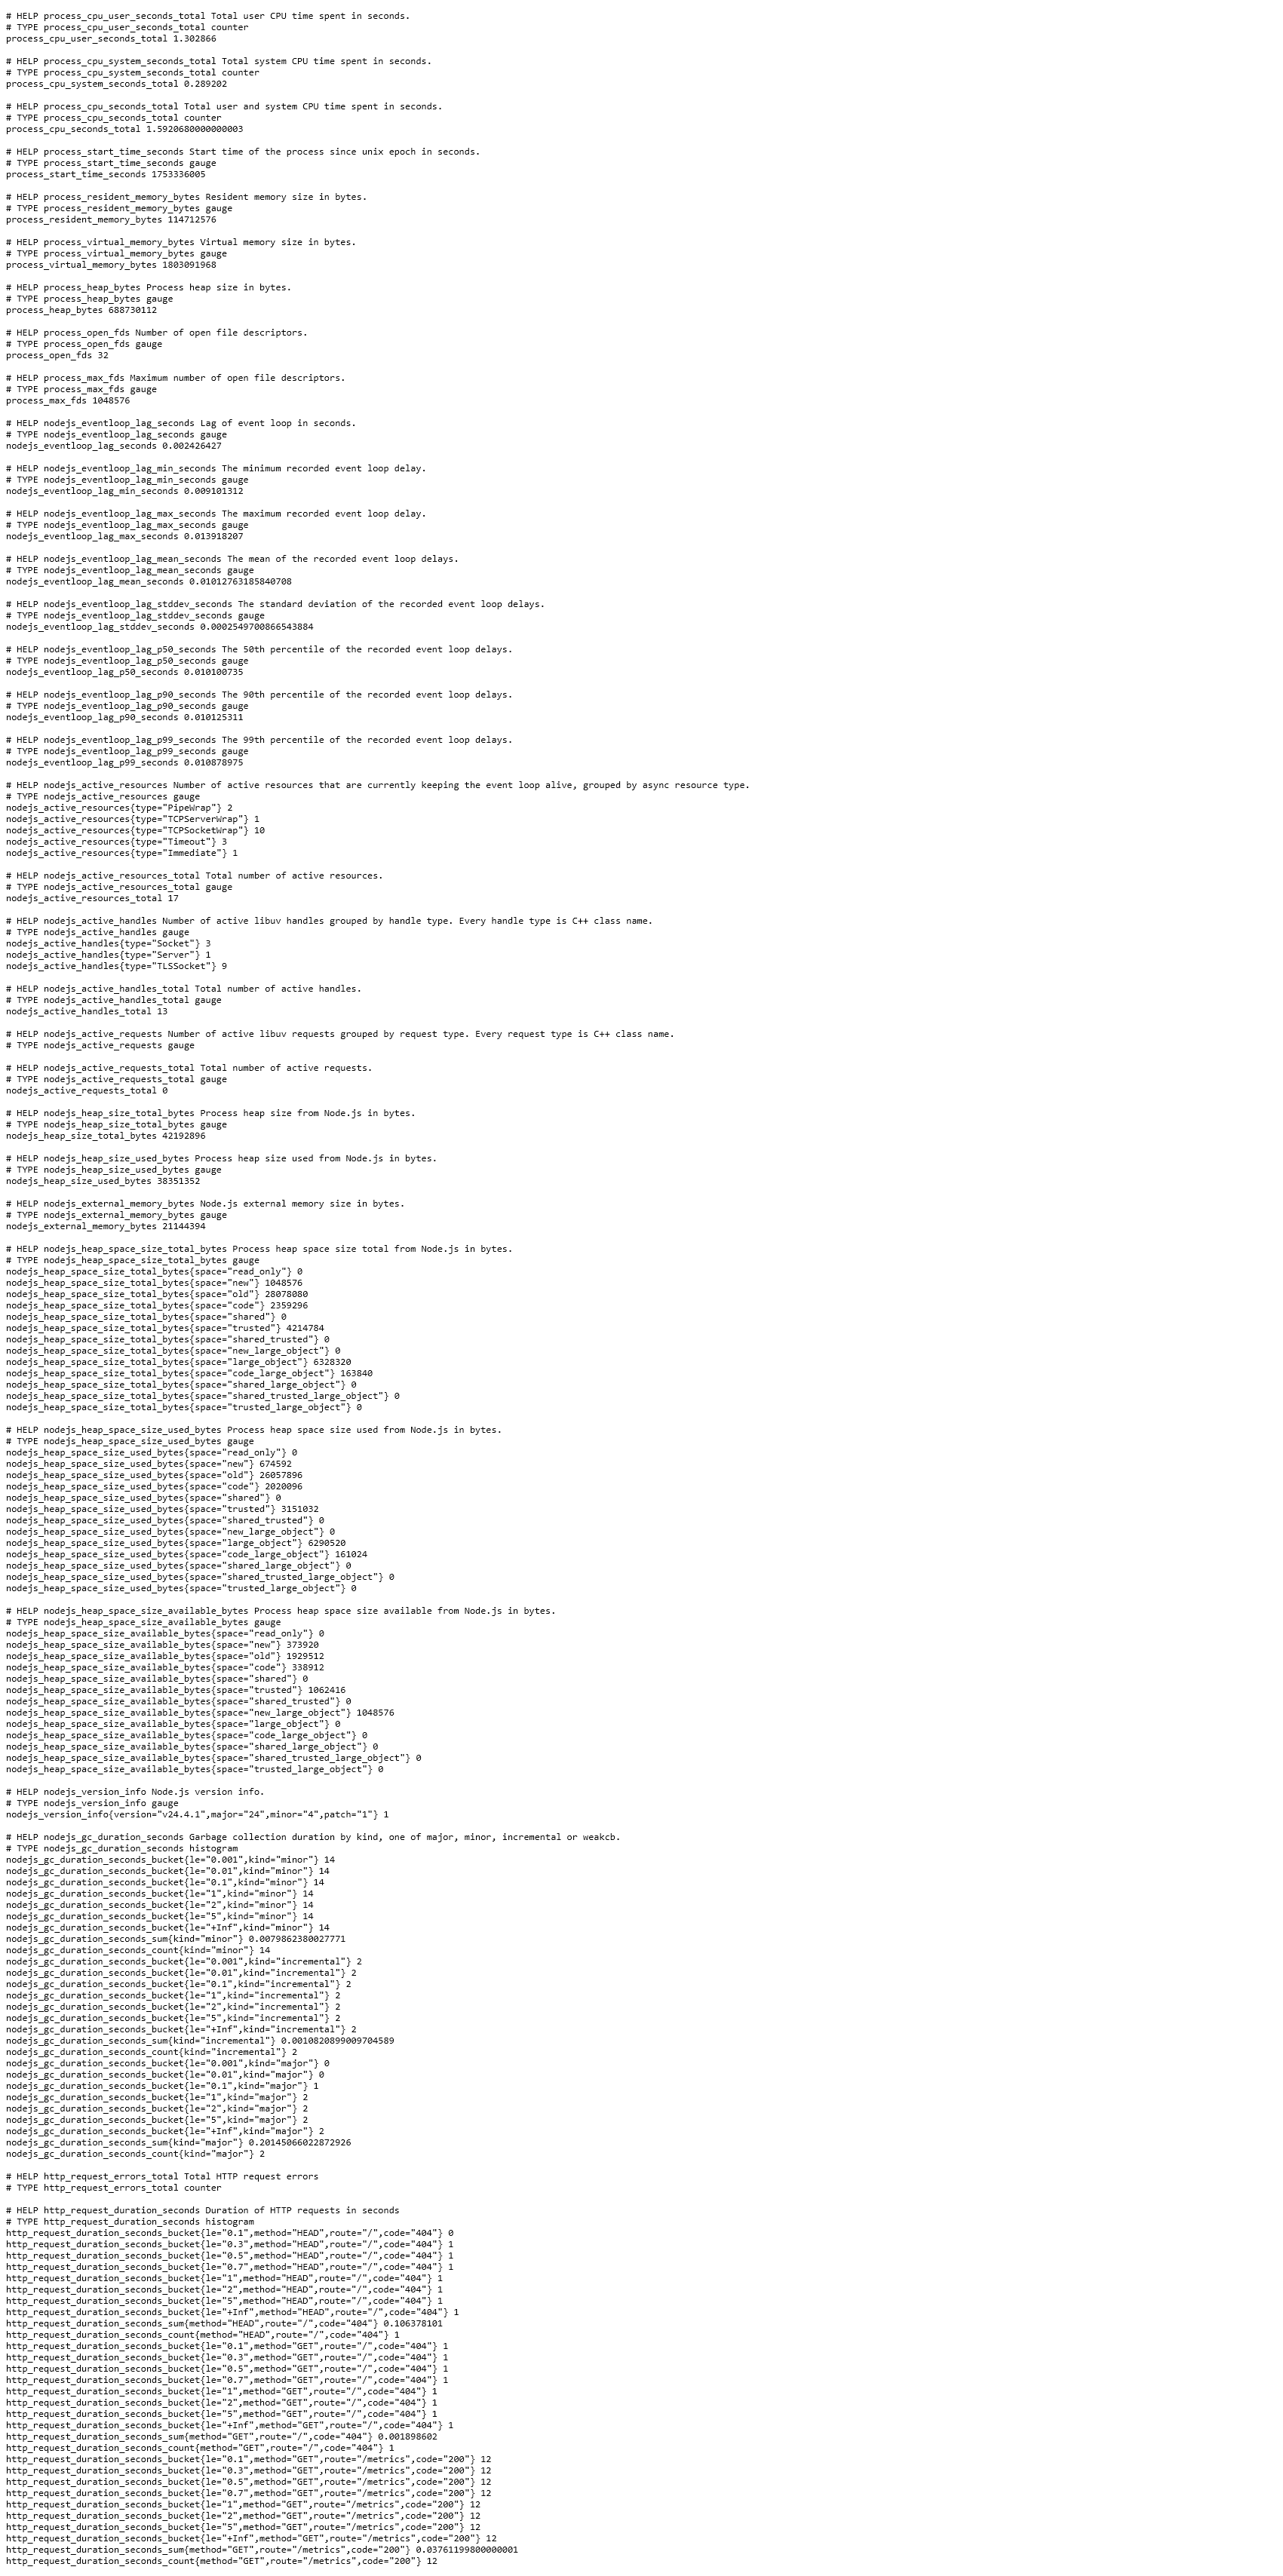 # HELP process_cpu_user_seconds_total Total user CPU time spent in seconds.
# TYPE process_cpu_user_seconds_total counter
process_cpu_user_seconds_total 1.302866

# HELP process_cpu_system_seconds_total Total system CPU time spent in seconds.
# TYPE process_cpu_system_seconds_total counter
process_cpu_system_seconds_total 0.289202

# HELP process_cpu_seconds_total Total user and system CPU time spent in seconds.
# TYPE process_cpu_seconds_total counter
process_cpu_seconds_total 1.5920680000000003

# HELP process_start_time_seconds Start time of the process since unix epoch in seconds.
# TYPE process_start_time_seconds gauge
process_start_time_seconds 1753336005

# HELP process_resident_memory_bytes Resident memory size in bytes.
# TYPE process_resident_memory_bytes gauge
process_resident_memory_bytes 114712576

# HELP process_virtual_memory_bytes Virtual memory size in bytes.
# TYPE process_virtual_memory_bytes gauge
process_virtual_memory_bytes 1803091968

# HELP process_heap_bytes Process heap size in bytes.
# TYPE process_heap_bytes gauge
process_heap_bytes 688730112

# HELP process_open_fds Number of open file descriptors.
# TYPE process_open_fds gauge
process_open_fds 32

# HELP process_max_fds Maximum number of open file descriptors.
# TYPE process_max_fds gauge
process_max_fds 1048576

# HELP nodejs_eventloop_lag_seconds Lag of event loop in seconds.
# TYPE nodejs_eventloop_lag_seconds gauge
nodejs_eventloop_lag_seconds 0.002426427

# HELP nodejs_eventloop_lag_min_seconds The minimum recorded event loop delay.
# TYPE nodejs_eventloop_lag_min_seconds gauge
nodejs_eventloop_lag_min_seconds 0.009101312

# HELP nodejs_eventloop_lag_max_seconds The maximum recorded event loop delay.
# TYPE nodejs_eventloop_lag_max_seconds gauge
nodejs_eventloop_lag_max_seconds 0.013918207

# HELP nodejs_eventloop_lag_mean_seconds The mean of the recorded event loop delays.
# TYPE nodejs_eventloop_lag_mean_seconds gauge
nodejs_eventloop_lag_mean_seconds 0.01012763185840708

# HELP nodejs_eventloop_lag_stddev_seconds The standard deviation of the recorded event loop delays.
# TYPE nodejs_eventloop_lag_stddev_seconds gauge
nodejs_eventloop_lag_stddev_seconds 0.0002549700866543884

# HELP nodejs_eventloop_lag_p50_seconds The 50th percentile of the recorded event loop delays.
# TYPE nodejs_eventloop_lag_p50_seconds gauge
nodejs_eventloop_lag_p50_seconds 0.010100735

# HELP nodejs_eventloop_lag_p90_seconds The 90th percentile of the recorded event loop delays.
# TYPE nodejs_eventloop_lag_p90_seconds gauge
nodejs_eventloop_lag_p90_seconds 0.010125311

# HELP nodejs_eventloop_lag_p99_seconds The 99th percentile of the recorded event loop delays.
# TYPE nodejs_eventloop_lag_p99_seconds gauge
nodejs_eventloop_lag_p99_seconds 0.010878975

# HELP nodejs_active_resources Number of active resources that are currently keeping the event loop alive, grouped by async resource type.
# TYPE nodejs_active_resources gauge
nodejs_active_resources{type="PipeWrap"} 2
nodejs_active_resources{type="TCPServerWrap"} 1
nodejs_active_resources{type="TCPSocketWrap"} 10
nodejs_active_resources{type="Timeout"} 3
nodejs_active_resources{type="Immediate"} 1

# HELP nodejs_active_resources_total Total number of active resources.
# TYPE nodejs_active_resources_total gauge
nodejs_active_resources_total 17

# HELP nodejs_active_handles Number of active libuv handles grouped by handle type. Every handle type is C++ class name.
# TYPE nodejs_active_handles gauge
nodejs_active_handles{type="Socket"} 3
nodejs_active_handles{type="Server"} 1
nodejs_active_handles{type="TLSSocket"} 9

# HELP nodejs_active_handles_total Total number of active handles.
# TYPE nodejs_active_handles_total gauge
nodejs_active_handles_total 13

# HELP nodejs_active_requests Number of active libuv requests grouped by request type. Every request type is C++ class name.
# TYPE nodejs_active_requests gauge

# HELP nodejs_active_requests_total Total number of active requests.
# TYPE nodejs_active_requests_total gauge
nodejs_active_requests_total 0

# HELP nodejs_heap_size_total_bytes Process heap size from Node.js in bytes.
# TYPE nodejs_heap_size_total_bytes gauge
nodejs_heap_size_total_bytes 42192896

# HELP nodejs_heap_size_used_bytes Process heap size used from Node.js in bytes.
# TYPE nodejs_heap_size_used_bytes gauge
nodejs_heap_size_used_bytes 38351352

# HELP nodejs_external_memory_bytes Node.js external memory size in bytes.
# TYPE nodejs_external_memory_bytes gauge
nodejs_external_memory_bytes 21144394

# HELP nodejs_heap_space_size_total_bytes Process heap space size total from Node.js in bytes.
# TYPE nodejs_heap_space_size_total_bytes gauge
nodejs_heap_space_size_total_bytes{space="read_only"} 0
nodejs_heap_space_size_total_bytes{space="new"} 1048576
nodejs_heap_space_size_total_bytes{space="old"} 28078080
nodejs_heap_space_size_total_bytes{space="code"} 2359296
nodejs_heap_space_size_total_bytes{space="shared"} 0
nodejs_heap_space_size_total_bytes{space="trusted"} 4214784
nodejs_heap_space_size_total_bytes{space="shared_trusted"} 0
nodejs_heap_space_size_total_bytes{space="new_large_object"} 0
nodejs_heap_space_size_total_bytes{space="large_object"} 6328320
nodejs_heap_space_size_total_bytes{space="code_large_object"} 163840
nodejs_heap_space_size_total_bytes{space="shared_large_object"} 0
nodejs_heap_space_size_total_bytes{space="shared_trusted_large_object"} 0
nodejs_heap_space_size_total_bytes{space="trusted_large_object"} 0

# HELP nodejs_heap_space_size_used_bytes Process heap space size used from Node.js in bytes.
# TYPE nodejs_heap_space_size_used_bytes gauge
nodejs_heap_space_size_used_bytes{space="read_only"} 0
nodejs_heap_space_size_used_bytes{space="new"} 674592
nodejs_heap_space_size_used_bytes{space="old"} 26057896
nodejs_heap_space_size_used_bytes{space="code"} 2020096
nodejs_heap_space_size_used_bytes{space="shared"} 0
nodejs_heap_space_size_used_bytes{space="trusted"} 3151032
nodejs_heap_space_size_used_bytes{space="shared_trusted"} 0
nodejs_heap_space_size_used_bytes{space="new_large_object"} 0
nodejs_heap_space_size_used_bytes{space="large_object"} 6290520
nodejs_heap_space_size_used_bytes{space="code_large_object"} 161024
nodejs_heap_space_size_used_bytes{space="shared_large_object"} 0
nodejs_heap_space_size_used_bytes{space="shared_trusted_large_object"} 0
nodejs_heap_space_size_used_bytes{space="trusted_large_object"} 0

# HELP nodejs_heap_space_size_available_bytes Process heap space size available from Node.js in bytes.
# TYPE nodejs_heap_space_size_available_bytes gauge
nodejs_heap_space_size_available_bytes{space="read_only"} 0
nodejs_heap_space_size_available_bytes{space="new"} 373920
nodejs_heap_space_size_available_bytes{space="old"} 1929512
nodejs_heap_space_size_available_bytes{space="code"} 338912
nodejs_heap_space_size_available_bytes{space="shared"} 0
nodejs_heap_space_size_available_bytes{space="trusted"} 1062416
nodejs_heap_space_size_available_bytes{space="shared_trusted"} 0
nodejs_heap_space_size_available_bytes{space="new_large_object"} 1048576
nodejs_heap_space_size_available_bytes{space="large_object"} 0
nodejs_heap_space_size_available_bytes{space="code_large_object"} 0
nodejs_heap_space_size_available_bytes{space="shared_large_object"} 0
nodejs_heap_space_size_available_bytes{space="shared_trusted_large_object"} 0
nodejs_heap_space_size_available_bytes{space="trusted_large_object"} 0

# HELP nodejs_version_info Node.js version info.
# TYPE nodejs_version_info gauge
nodejs_version_info{version="v24.4.1",major="24",minor="4",patch="1"} 1

# HELP nodejs_gc_duration_seconds Garbage collection duration by kind, one of major, minor, incremental or weakcb.
# TYPE nodejs_gc_duration_seconds histogram
nodejs_gc_duration_seconds_bucket{le="0.001",kind="minor"} 14
nodejs_gc_duration_seconds_bucket{le="0.01",kind="minor"} 14
nodejs_gc_duration_seconds_bucket{le="0.1",kind="minor"} 14
nodejs_gc_duration_seconds_bucket{le="1",kind="minor"} 14
nodejs_gc_duration_seconds_bucket{le="2",kind="minor"} 14
nodejs_gc_duration_seconds_bucket{le="5",kind="minor"} 14
nodejs_gc_duration_seconds_bucket{le="+Inf",kind="minor"} 14
nodejs_gc_duration_seconds_sum{kind="minor"} 0.0079862380027771
nodejs_gc_duration_seconds_count{kind="minor"} 14
nodejs_gc_duration_seconds_bucket{le="0.001",kind="incremental"} 2
nodejs_gc_duration_seconds_bucket{le="0.01",kind="incremental"} 2
nodejs_gc_duration_seconds_bucket{le="0.1",kind="incremental"} 2
nodejs_gc_duration_seconds_bucket{le="1",kind="incremental"} 2
nodejs_gc_duration_seconds_bucket{le="2",kind="incremental"} 2
nodejs_gc_duration_seconds_bucket{le="5",kind="incremental"} 2
nodejs_gc_duration_seconds_bucket{le="+Inf",kind="incremental"} 2
nodejs_gc_duration_seconds_sum{kind="incremental"} 0.0010820899009704589
nodejs_gc_duration_seconds_count{kind="incremental"} 2
nodejs_gc_duration_seconds_bucket{le="0.001",kind="major"} 0
nodejs_gc_duration_seconds_bucket{le="0.01",kind="major"} 0
nodejs_gc_duration_seconds_bucket{le="0.1",kind="major"} 1
nodejs_gc_duration_seconds_bucket{le="1",kind="major"} 2
nodejs_gc_duration_seconds_bucket{le="2",kind="major"} 2
nodejs_gc_duration_seconds_bucket{le="5",kind="major"} 2
nodejs_gc_duration_seconds_bucket{le="+Inf",kind="major"} 2
nodejs_gc_duration_seconds_sum{kind="major"} 0.20145066022872926
nodejs_gc_duration_seconds_count{kind="major"} 2

# HELP http_request_errors_total Total HTTP request errors
# TYPE http_request_errors_total counter

# HELP http_request_duration_seconds Duration of HTTP requests in seconds
# TYPE http_request_duration_seconds histogram
http_request_duration_seconds_bucket{le="0.1",method="HEAD",route="/",code="404"} 0
http_request_duration_seconds_bucket{le="0.3",method="HEAD",route="/",code="404"} 1
http_request_duration_seconds_bucket{le="0.5",method="HEAD",route="/",code="404"} 1
http_request_duration_seconds_bucket{le="0.7",method="HEAD",route="/",code="404"} 1
http_request_duration_seconds_bucket{le="1",method="HEAD",route="/",code="404"} 1
http_request_duration_seconds_bucket{le="2",method="HEAD",route="/",code="404"} 1
http_request_duration_seconds_bucket{le="5",method="HEAD",route="/",code="404"} 1
http_request_duration_seconds_bucket{le="+Inf",method="HEAD",route="/",code="404"} 1
http_request_duration_seconds_sum{method="HEAD",route="/",code="404"} 0.106378101
http_request_duration_seconds_count{method="HEAD",route="/",code="404"} 1
http_request_duration_seconds_bucket{le="0.1",method="GET",route="/",code="404"} 1
http_request_duration_seconds_bucket{le="0.3",method="GET",route="/",code="404"} 1
http_request_duration_seconds_bucket{le="0.5",method="GET",route="/",code="404"} 1
http_request_duration_seconds_bucket{le="0.7",method="GET",route="/",code="404"} 1
http_request_duration_seconds_bucket{le="1",method="GET",route="/",code="404"} 1
http_request_duration_seconds_bucket{le="2",method="GET",route="/",code="404"} 1
http_request_duration_seconds_bucket{le="5",method="GET",route="/",code="404"} 1
http_request_duration_seconds_bucket{le="+Inf",method="GET",route="/",code="404"} 1
http_request_duration_seconds_sum{method="GET",route="/",code="404"} 0.001898602
http_request_duration_seconds_count{method="GET",route="/",code="404"} 1
http_request_duration_seconds_bucket{le="0.1",method="GET",route="/metrics",code="200"} 12
http_request_duration_seconds_bucket{le="0.3",method="GET",route="/metrics",code="200"} 12
http_request_duration_seconds_bucket{le="0.5",method="GET",route="/metrics",code="200"} 12
http_request_duration_seconds_bucket{le="0.7",method="GET",route="/metrics",code="200"} 12
http_request_duration_seconds_bucket{le="1",method="GET",route="/metrics",code="200"} 12
http_request_duration_seconds_bucket{le="2",method="GET",route="/metrics",code="200"} 12
http_request_duration_seconds_bucket{le="5",method="GET",route="/metrics",code="200"} 12
http_request_duration_seconds_bucket{le="+Inf",method="GET",route="/metrics",code="200"} 12
http_request_duration_seconds_sum{method="GET",route="/metrics",code="200"} 0.03761199800000001
http_request_duration_seconds_count{method="GET",route="/metrics",code="200"} 12